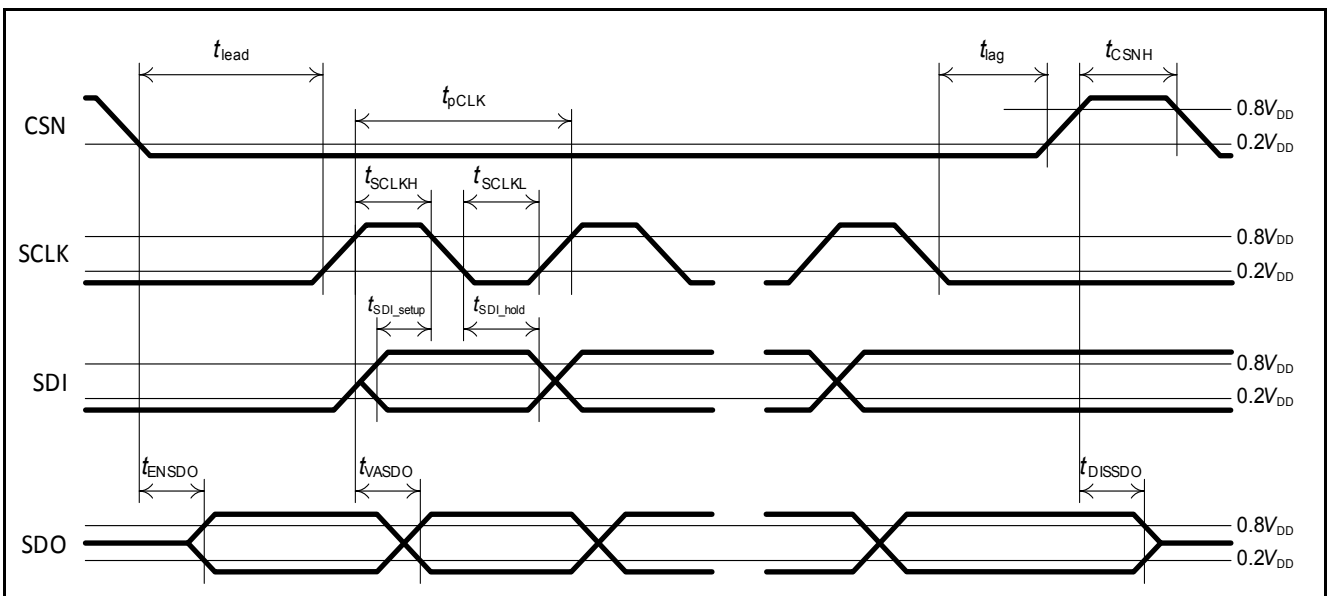 tlead tlag tCSNH
tpCLK
CSN 0.8VDD
0.2VDD
tSCLKH tSCLKL
SCLK 0.8VDD
0.2VDD
tSDI_setup tSDI_hold
SDI 0.8VDD
0.2VDD
tENSDO tVASDO tDISSDO
SDO 0.8VDD
0.2VDD